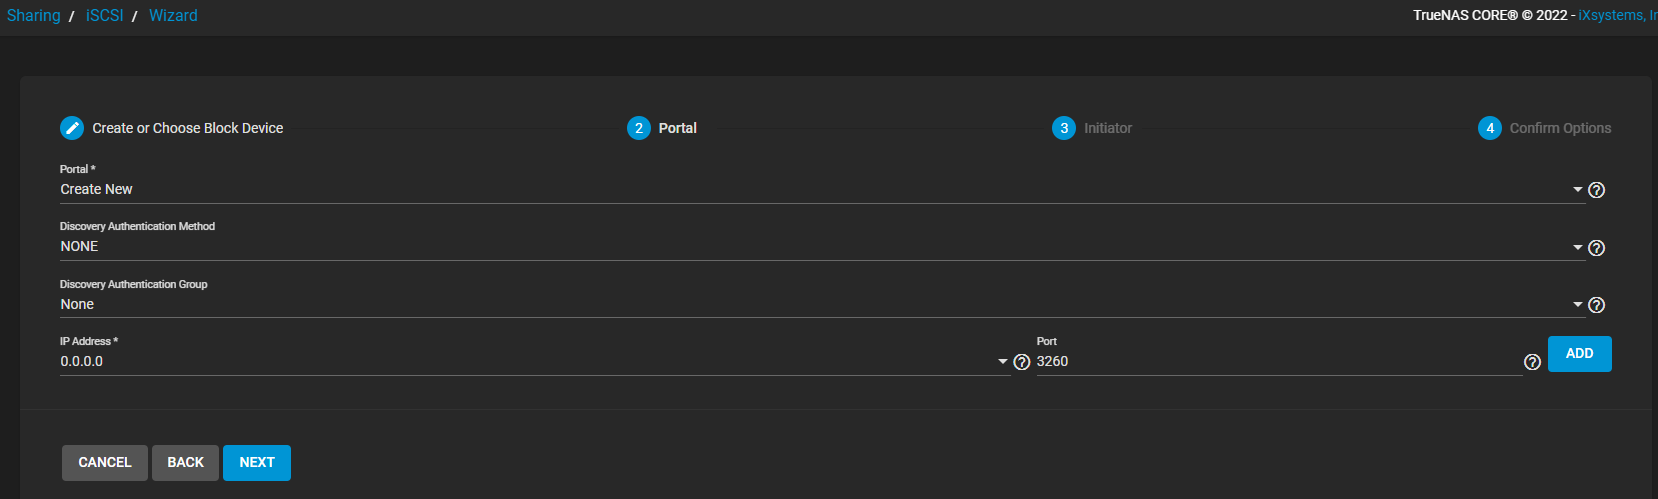 Sharing / iSCSI / Wizard
TrueNAS CORE® © 2022 - iXsystems, In
Create or Choose Block Device
2 Portal
3 Initiator
4 Confirm Options
Portal *
Create New
Discovery Authentication Method
NONE
Discovery Authentication Group
None
IP Address *
0.0.0.0
Port
3260
ADD
CANCEL BACK NEXT